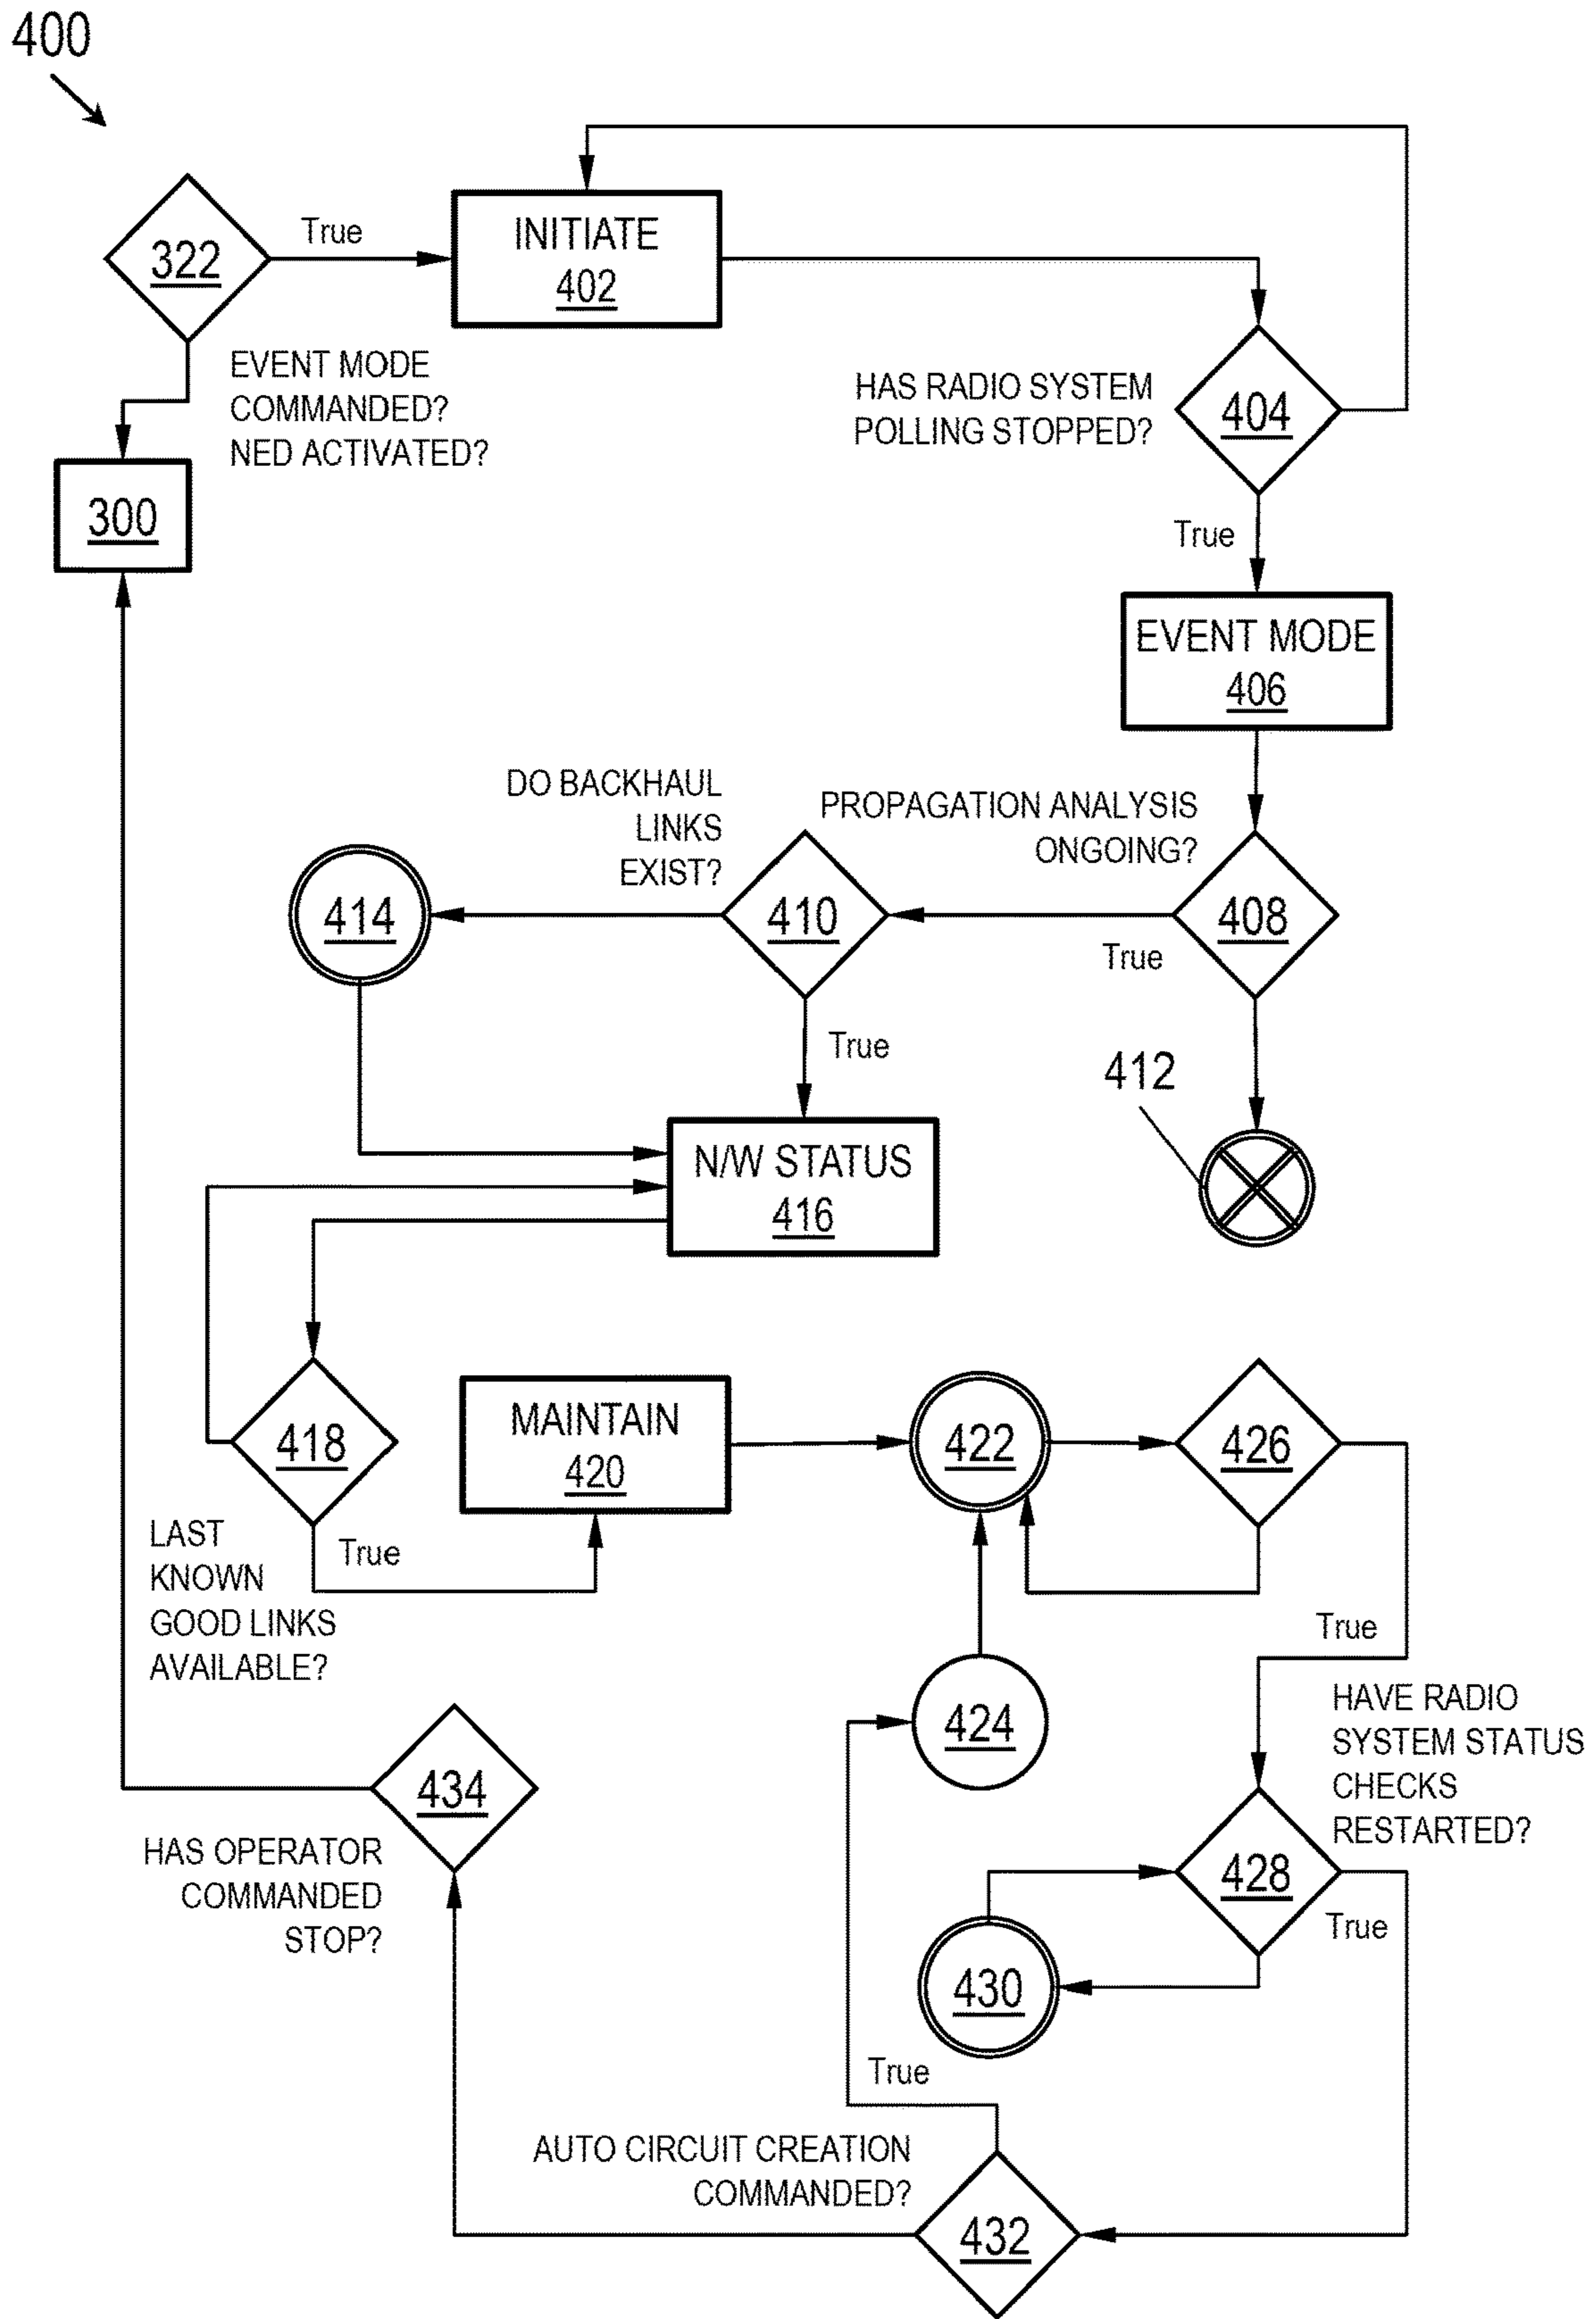 400
322
True
INITIATE
402
EVENT MODE
COMMANDED?
NED ACTIVATED?
HAS RADIO SYSTEM
POLLING STOPPED?
404
300
True
EVENT MODE
406
DO BACKHAUL
LINKS
EXIST?
PROPAGATION ANALYSIS
ONGOING?
414
410
408
True
True
412
N/W STATUS
416
418
MAINTAIN
420
422
426
LAST
KNOWN
GOOD LINKS
AVAILABLE?
True
True
424
HAVE RADIO
SYSTEM STATUS
CHECKS
RESTARTED?
434
HAS OPERATOR
COMMANDED
STOP?
428
True
430
True
AUTO CIRCUIT CREATION
COMMANDED?
432